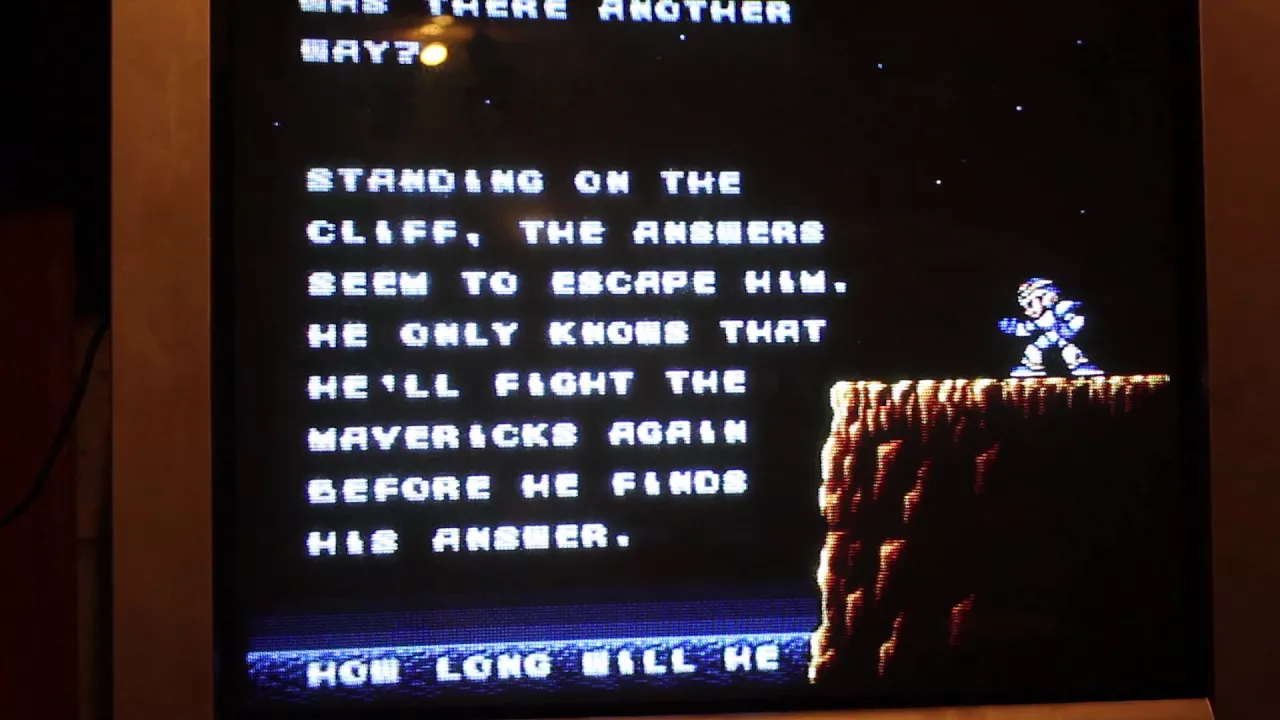 WAS THERE ANOTHER
WAY?
STANDING ON THE
CLIFF, THE ANSWERS
SEEM TO ESCAPE HIM.
HE ONLY KNOWS THAT
HE'LL FIGHT THE
MAVERICKS AGAIN
BEFORE HE FINDS
HIS ANSWER.
HOW LONG WILL HE